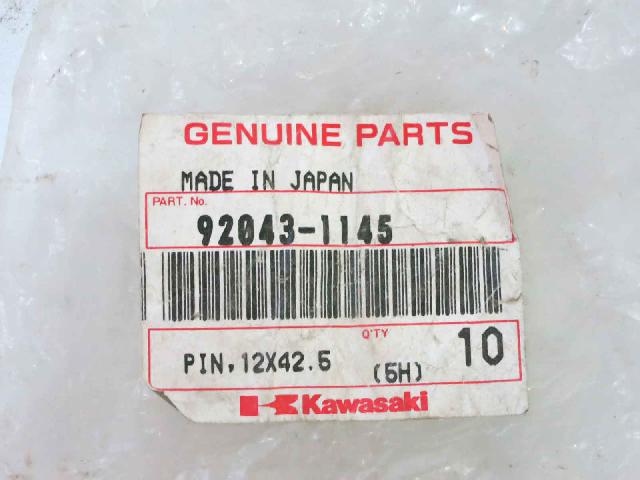 GENUINE PARTS
MADE IN JAPAN
PART. No.
92043-1145
Q'TY
PIN,12X42.5 (5H) 10
Kawasaki